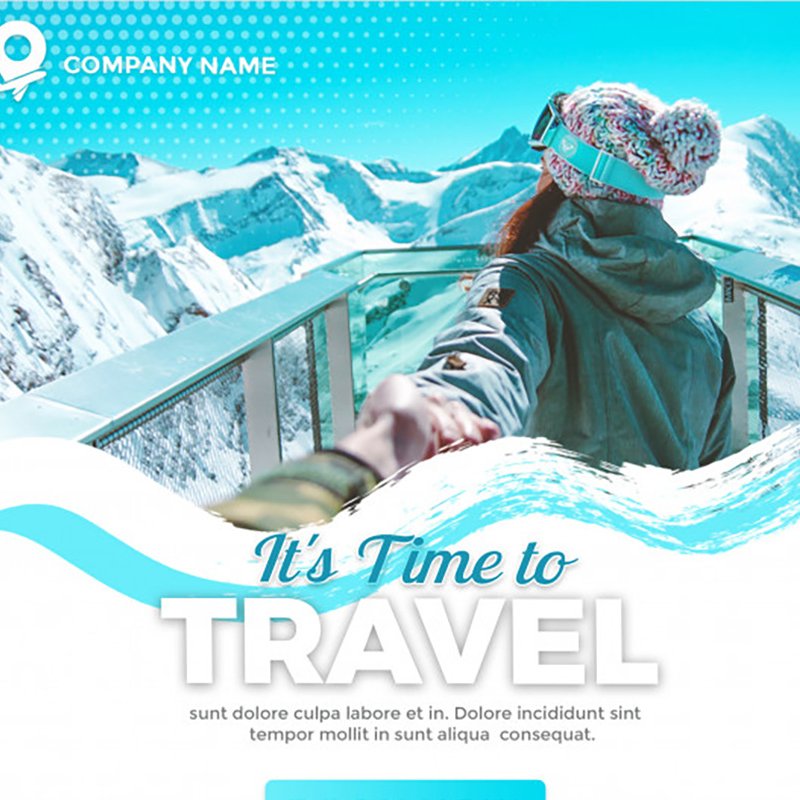 COMPANY NAME
It's Time to
TRAVEL
sunt dolore culpa labore et in. Dolore incididunt sint
tempor mollit in sunt aliqua consequat.